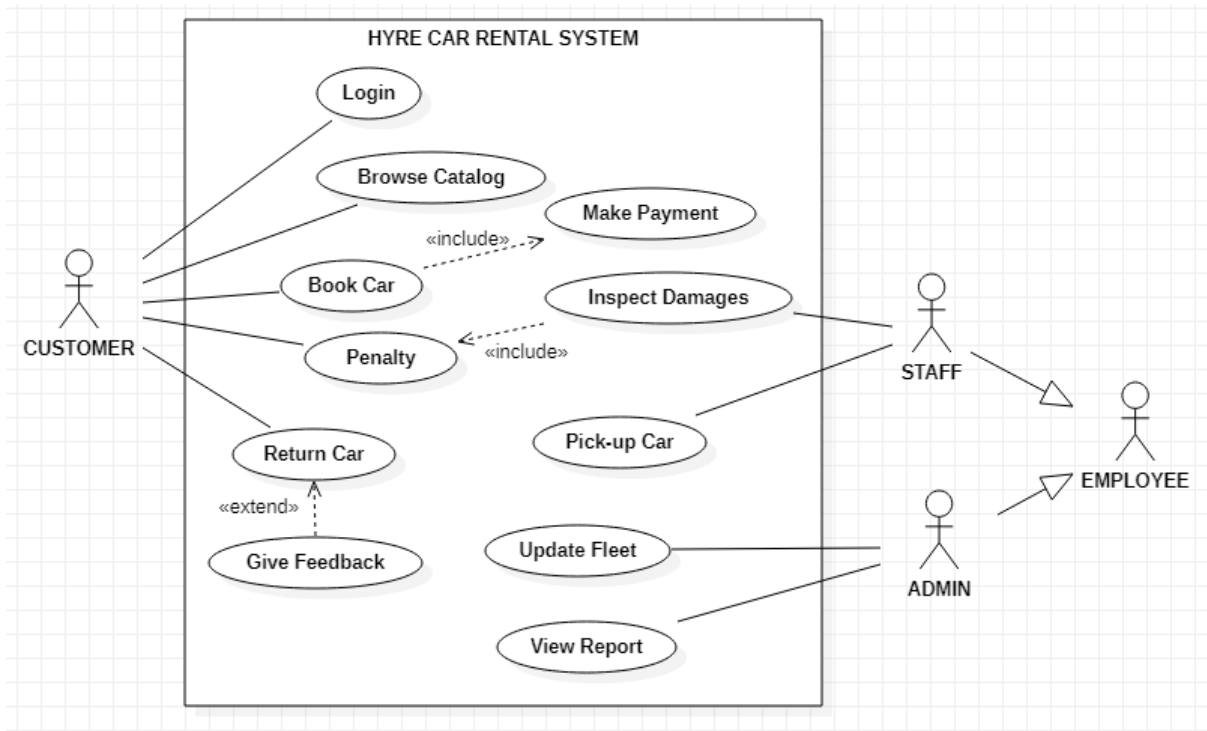 HYRE CAR RENTAL SYSTEM
Login
Browse Catalog
Make Payment
«include»
Book Car
Inspect Damages
CUSTOMER
Penalty
«include»
STAFF
Pick-up Car
Return Car
EMPLOYEE
«extend»
Give Feedback
Update Fleet
ADMIN
View Report